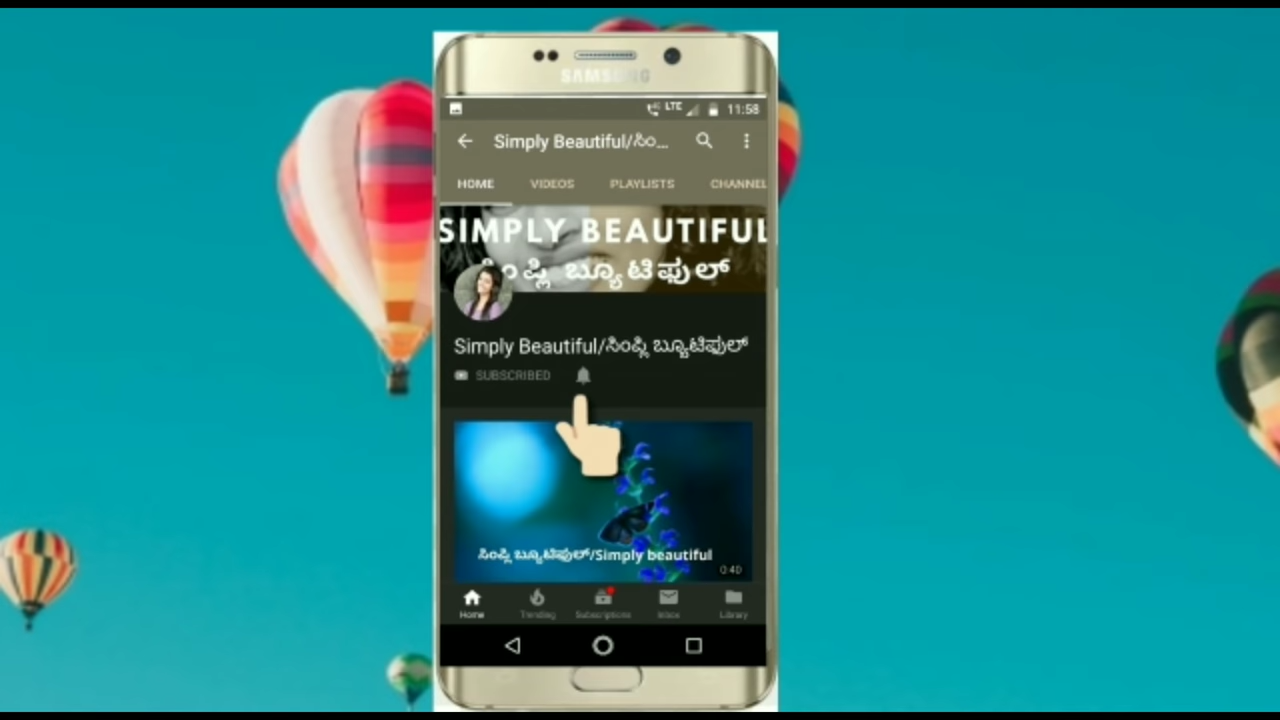 SAMSUNG
LTE 11:58
Simply Beautiful/ಸಿಂ...
HOME VIDEOS PLAYLISTS CHANNEL
SIMPLY BEAUTIFUL
ಸಿಂಪ್ಲಿ ಬ್ಯೂಟಿಫುಲ್
Simply Beautiful/ಸಿಂಪ್ಲಿ ಬ್ಯೂಟಿಫುಲ್
SUBSCRIBED
ಸಿಂಪ್ಲಿ ಬ್ಯೂಟಿಫುಲ್/Simply beautiful
0:40
Home Trending Subscriptions Inbox Library